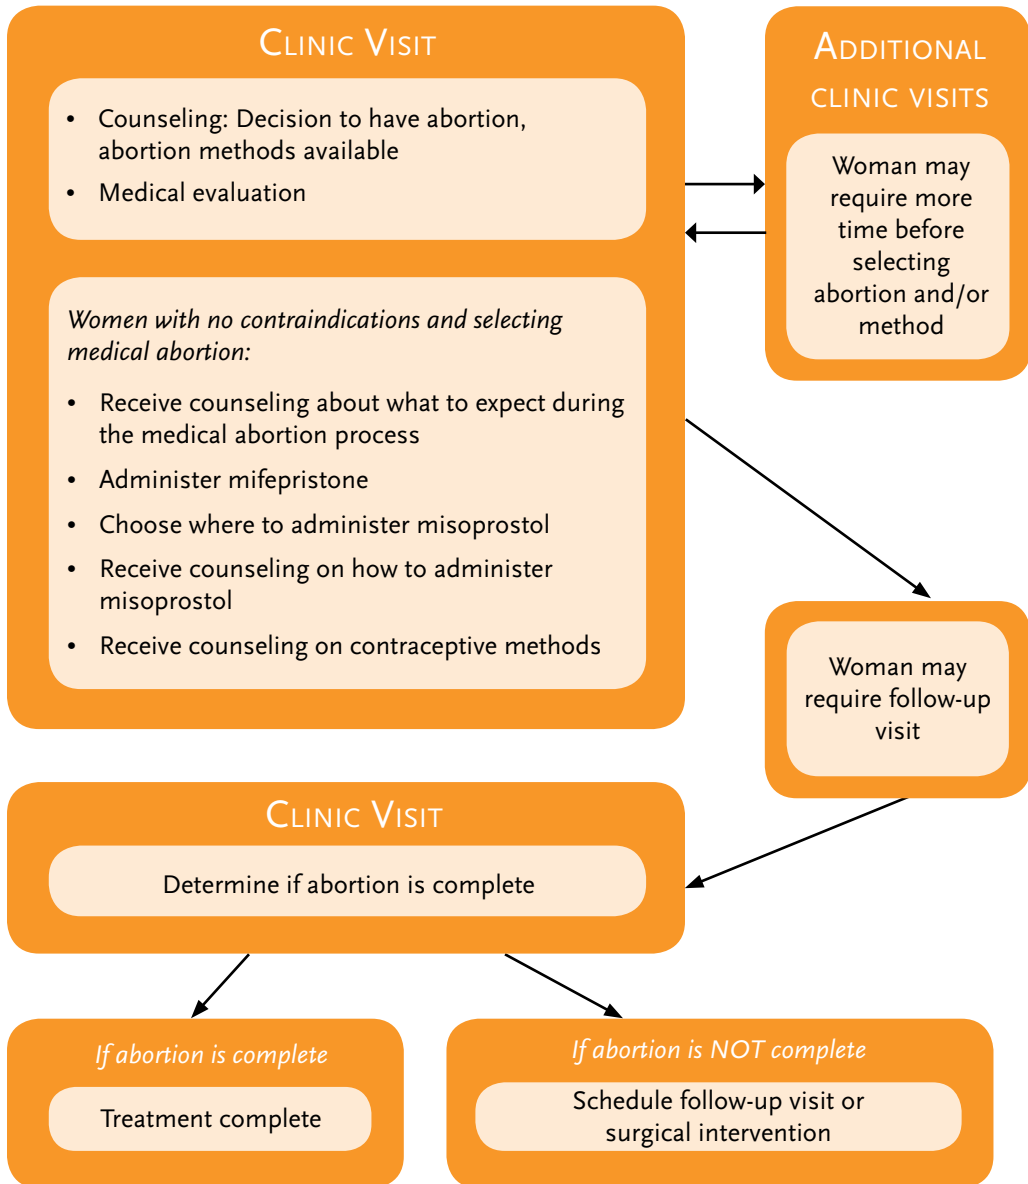 CLINIC VISIT
• Counseling: Decision to have abortion,
abortion methods available
• Medical evaluation
Women with no contraindications and selecting
medical abortion:
• Receive counseling about what to expect during
the medical abortion process
• Administer mifepristone
• Choose where to administer misoprostol
• Receive counseling on how to administer
misoprostol
• Receive counseling on contraceptive methods
ADDITIONAL
CLINIC VISITS
Woman may
require more
time before
selecting
abortion and/or
method
Woman may
require follow-up
visit
CLINIC VISIT
Determine if abortion is complete
If abortion is complete
Treatment complete
If abortion is NOT complete
Schedule follow-up visit or
surgical intervention